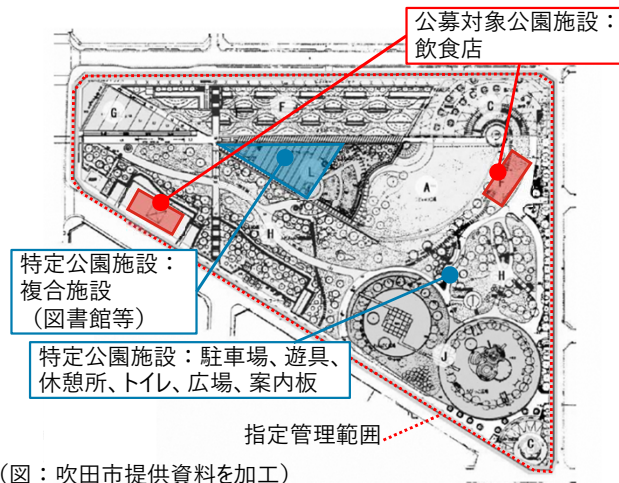 公募対象公園施設：
飲食店
G
F
C
L
A
H
H
J
C
特定公園施設：
複合施設
（図書館等）
特定公園施設：駐車場、遊具、
休憩所、トイレ、広場、案内板
指定管理範囲
（図：吹田市提供資料を加工）